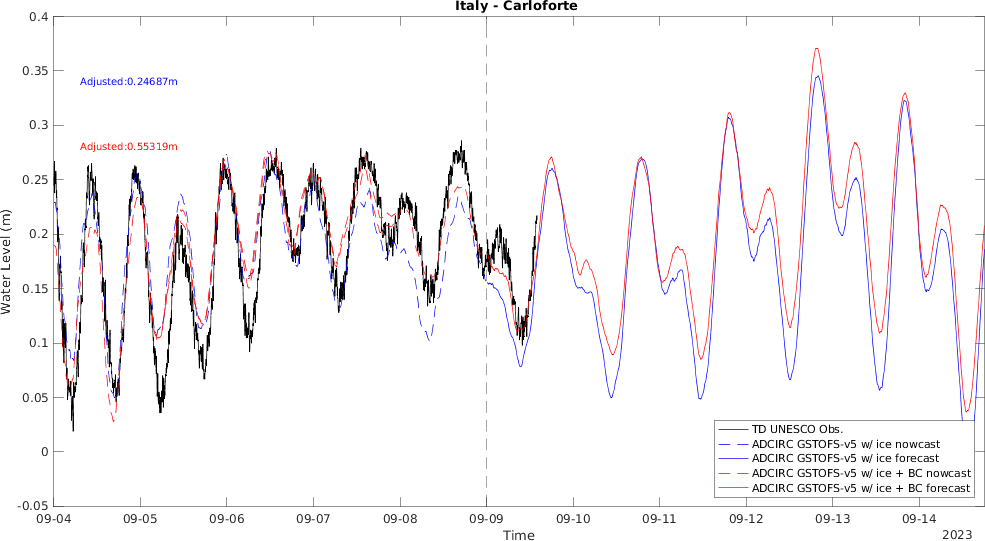 Italy - Carloforte
0.4
0.35
0.3
0.25
0.2
0.15
0.1
0.05
0
-0.05
Water Level (m)
Adjusted:0.24687m
Adjusted:0.55319m
TD UNESCO Obs.
ADCIRC GSTOFS-v5 w/ ice nowcast
ADCIRC GSTOFS-v5 w/ ice forecast
ADCIRC GSTOFS-v5 w/ ice + BC nowcast
ADCIRC GSTOFS-v5 w/ ice + BC forecast
09-04 09-05 09-06 09-07 09-08 09-09 09-10 09-11 09-12 09-13 09-14
Time
2023